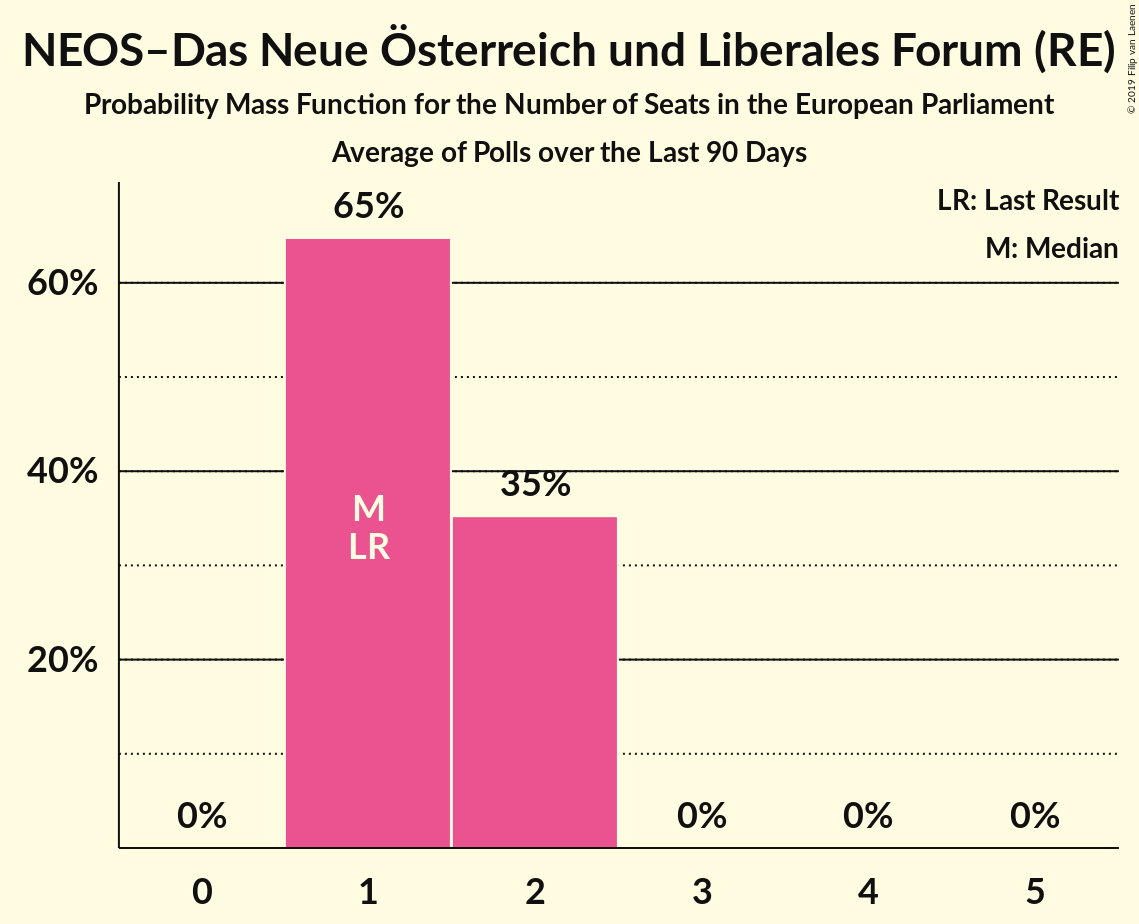 NEOS–Das Neue Österreich und Liberales Forum (RE)
Probability Mass Function for the Number of Seats in the European Parliament
Average of Polls over the Last 90 Days
© 2019 Filip van Laenen
LR: Last Result
M: Median
65%
60%
40%
35%
M
LR
20%
0%
0%
0%
0%
0
1
2
3
4
5